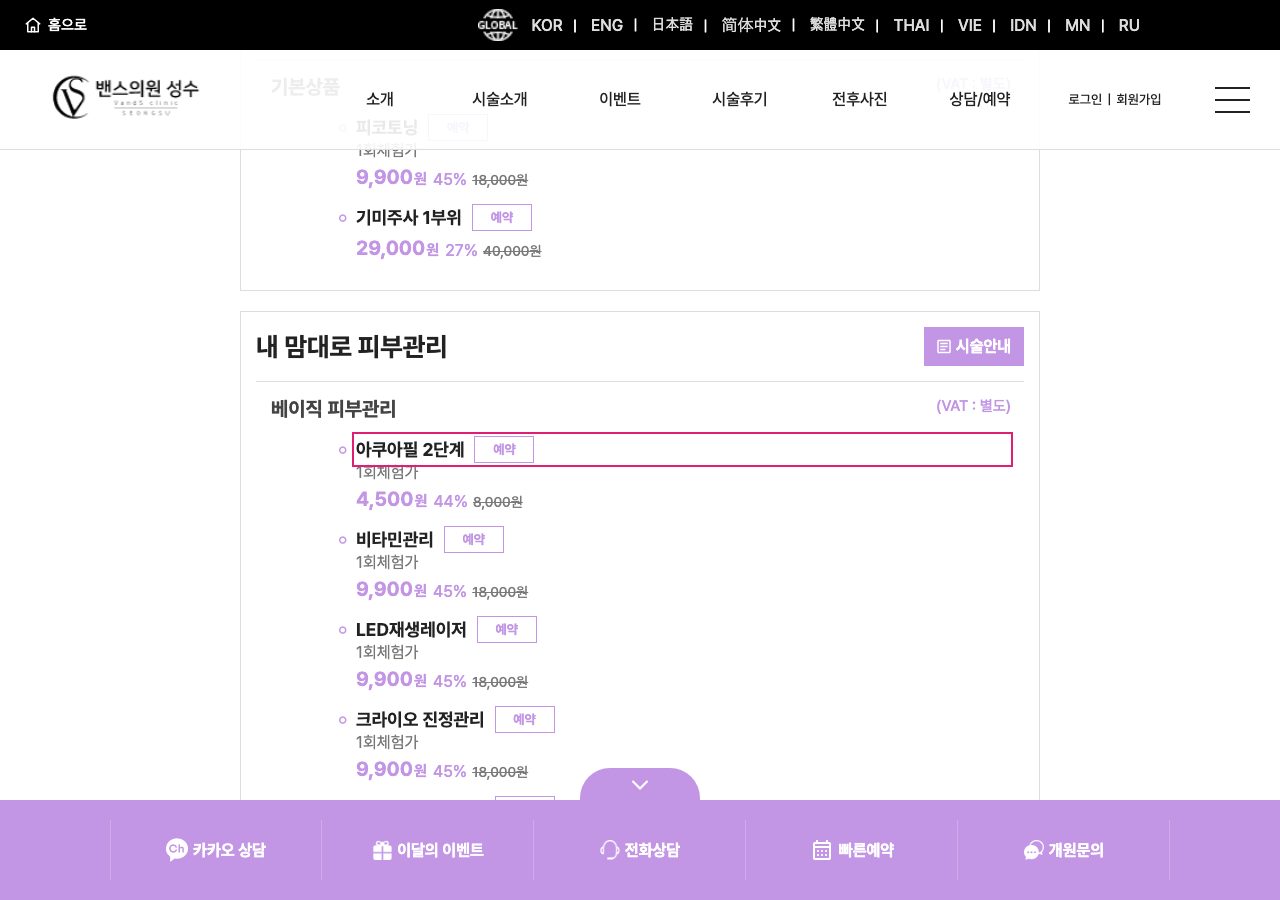 홈으로
GLOBAL KOR | ENG | 日本語 | 简体中文 | 繁體中文 | THAI | VIE | IDN | MN | RU
밴스의원 성수
VandS clinic
SEONGSU
소개 시술소개 이벤트 시술후기 전후사진 상담/예약 로그인 | 회원가입
기본상품 (VAT : 별도)
피코토닝 예약
1회체험가
9,900원 45% 18,000원
기미주사 1부위 예약
29,000원 27% 40,000원
내 맘대로 피부관리 시술안내
베이직 피부관리 (VAT : 별도)
아쿠아필 2단계 예약
1회체험가
4,500원 44% 8,000원
비타민관리 예약
1회체험가
9,900원 45% 18,000원
LED재생레이저 예약
1회체험가
9,900원 45% 18,000원
크라이오 진정관리 예약
1회체험가
9,900원 45% 18,000원
Ch 카카오 상담 이달의 이벤트 전화상담 빠른예약 개원문의